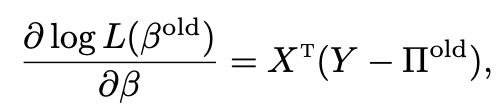 ∂ log L(β^old) / ∂β = X^T(Y − Π^old),